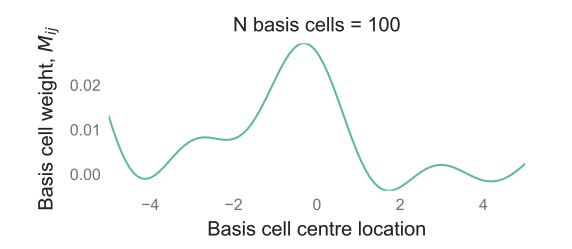 N basis cells = 100
Basis cell weight, M_ij
0.02
0.01
0.00
−4
−2
0
2
4
Basis cell centre location